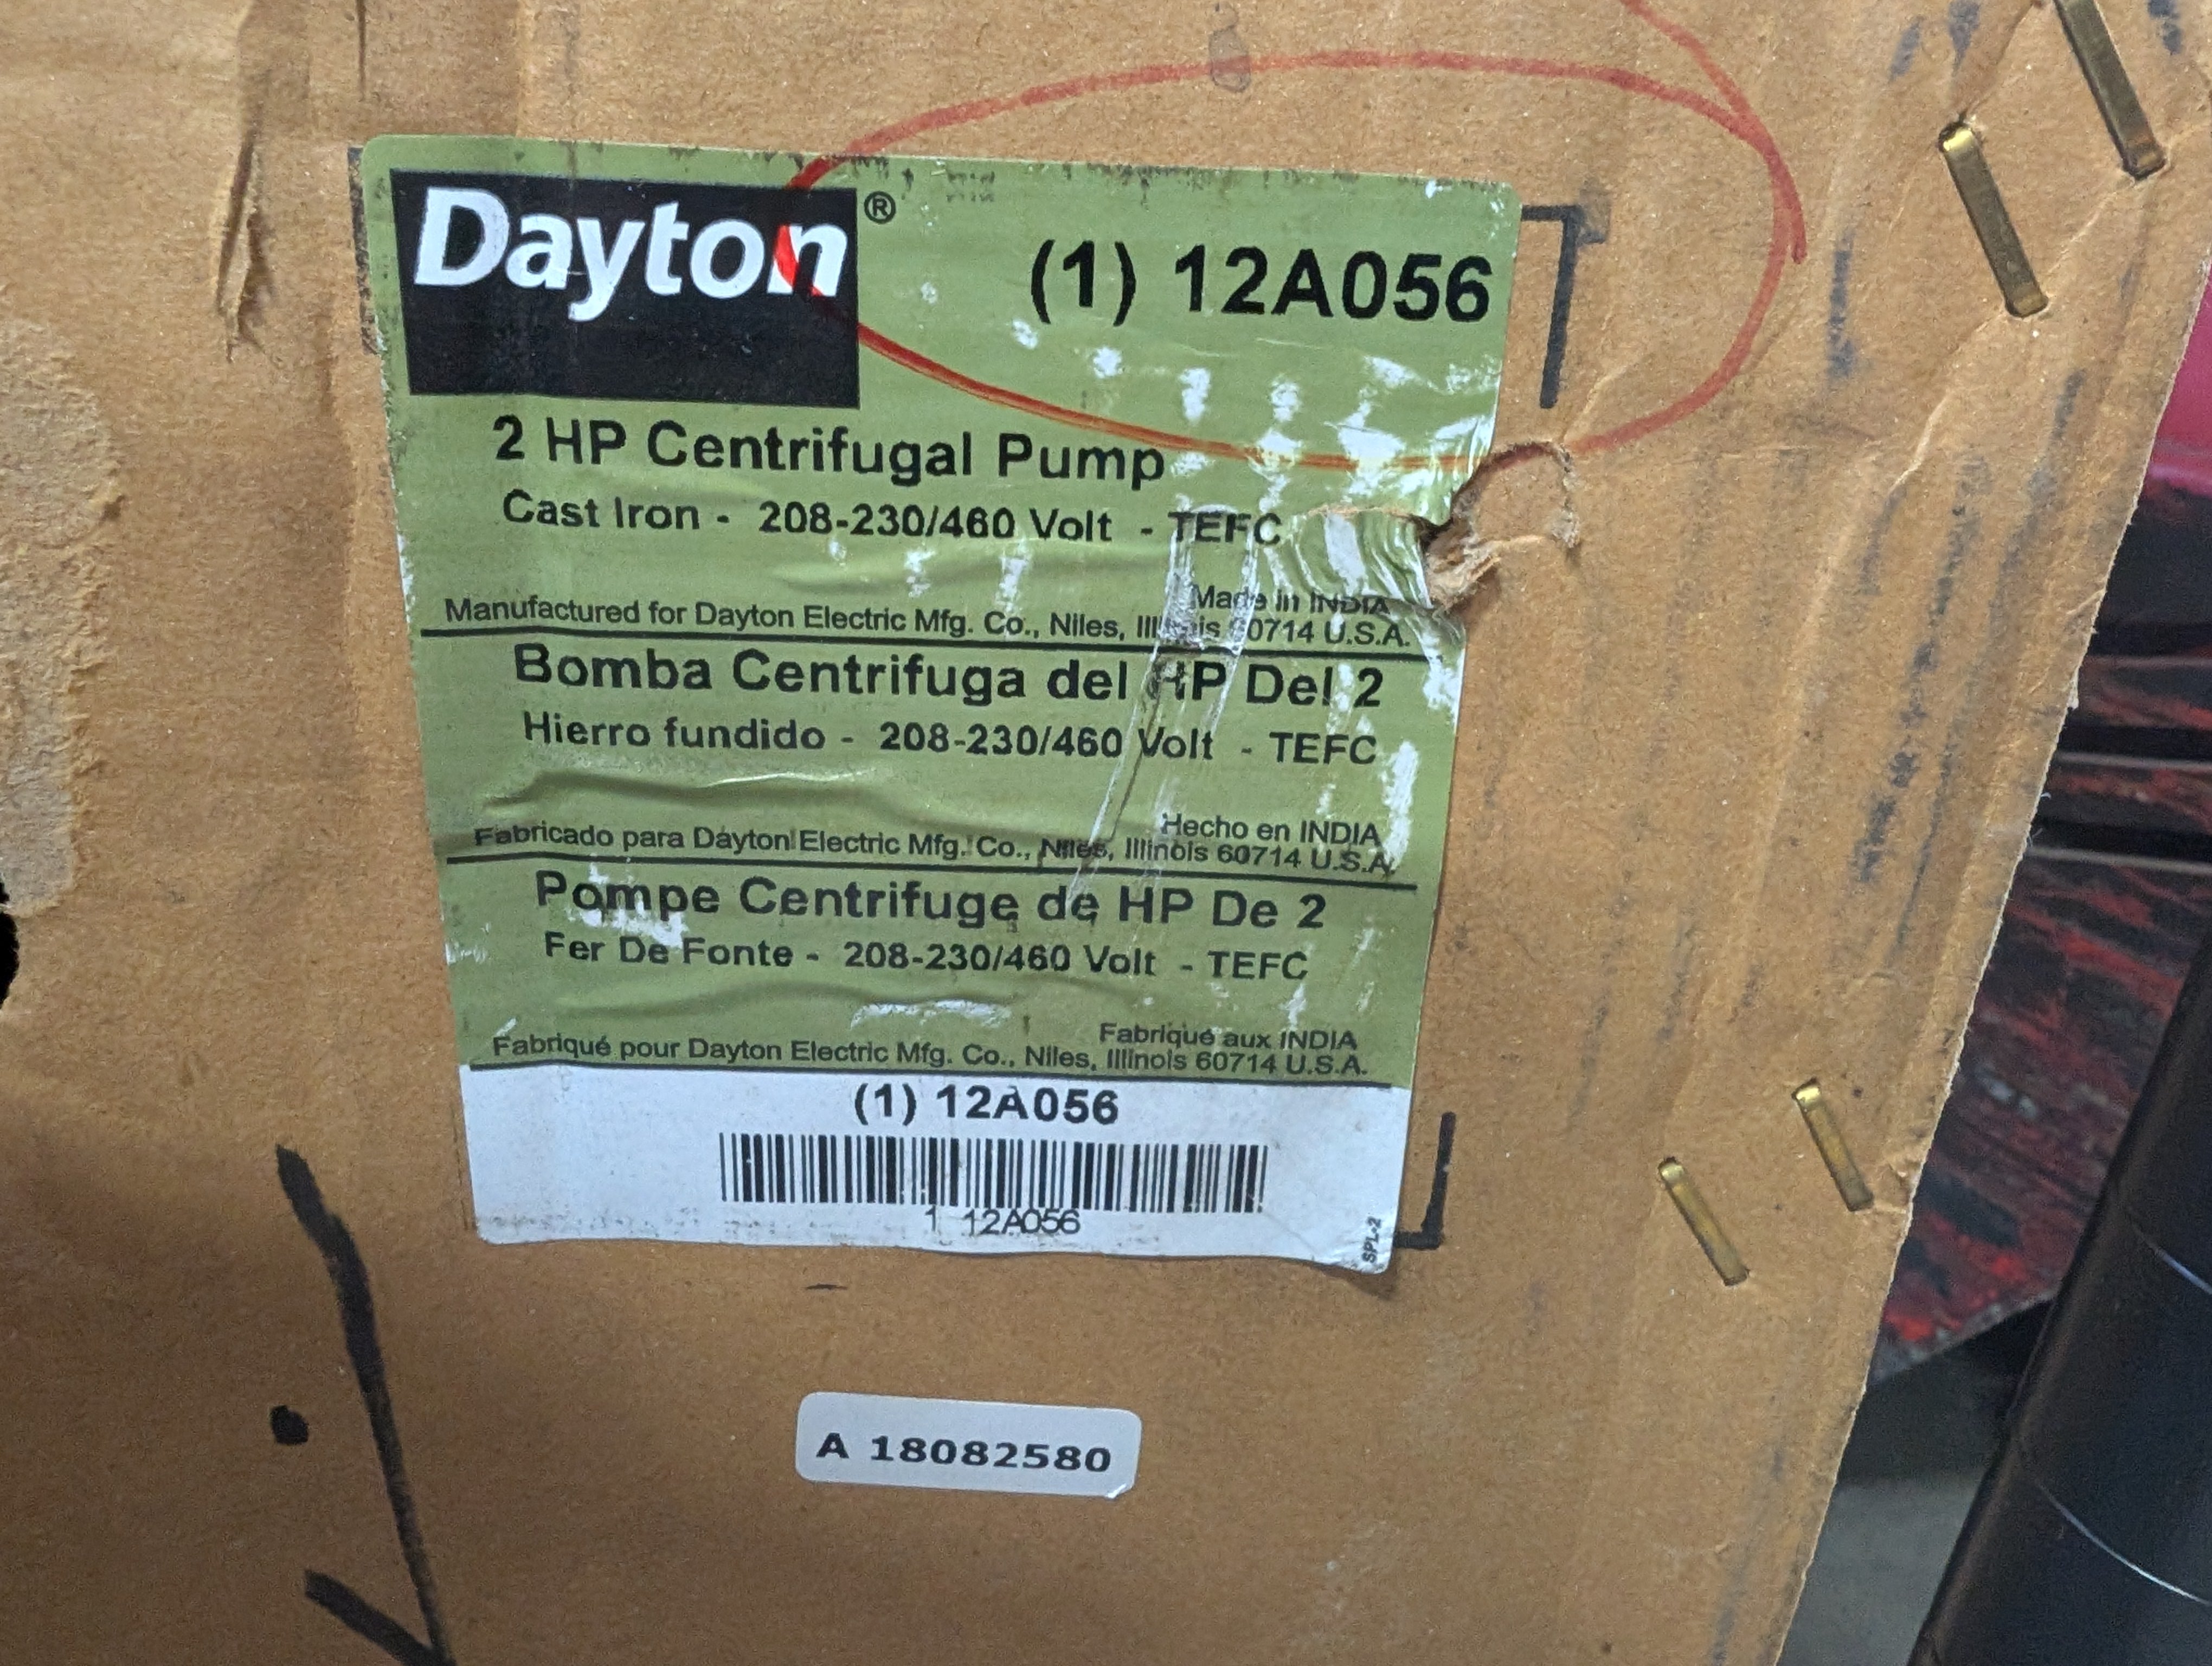 Dayton®
(1) 12A056
2 HP Centrifugal Pump
Cast Iron - 208-230/460 Volt - TEFC
Made in INDIA
Manufactured for Dayton Electric Mfg. Co., Niles, Illinois 60714 U.S.A.
Bomba Centrifuga del HP Del 2
Hierro fundido - 208-230/460 Volt - TEFC
Hecho en INDIA
Fabricado para Dayton Electric Mfg. Co., Niles, Illinois 60714 U.S.A.
Pompe Centrifuge de HP De 2
Fer De Fonte - 208-230/460 Volt - TEFC
Fabriqué aux INDIA
Fabriqué pour Dayton Electric Mfg. Co., Niles, Illinois 60714 U.S.A.
(1) 12A056
1 12A056
SPL-2
A 18082580